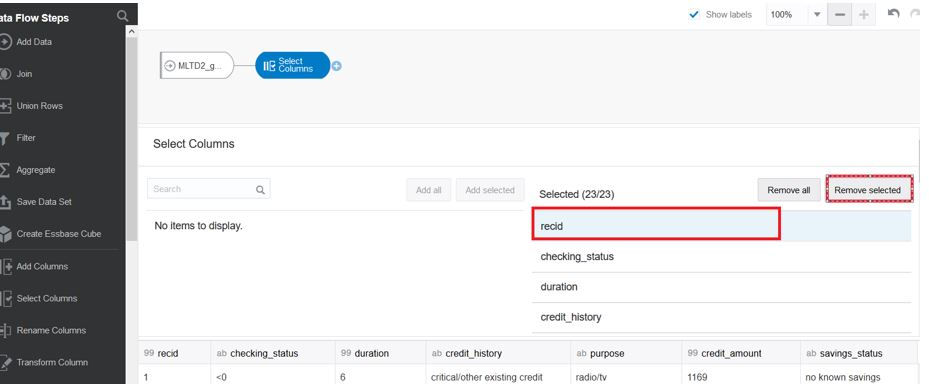 ata Flow Steps
Show labels
100%
Add Data
MLTD2_g...
Select
Columns
Join
Union Rows
Filter
Select Columns
Aggregate
Search
Add all
Add selected
Selected (23/23)
Remove all
Remove selected
Save Data Set
No items to display.
recid
Create Essbase Cube
checking_status
Add Columns
duration
Select Columns
credit_history
Rename Columns
99 recid
ab checking_status
99 duration
ab credit_history
ab purpose
99 credit_amount
ab savings_status
Transform Column
1
<0
6
critical/other existing credit
radio/tv
1169
no known savings